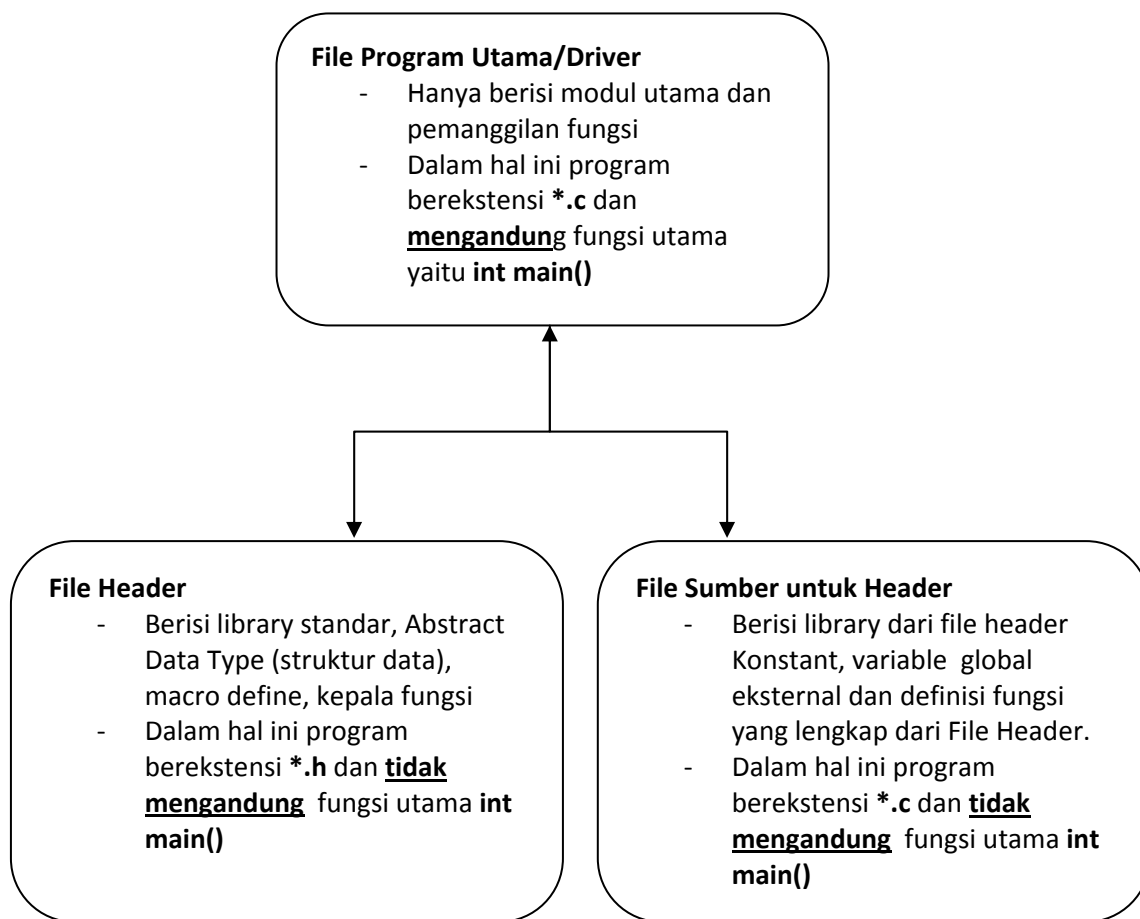 File Program Utama/Driver
- Hanya berisi modul utama dan
pemanggilan fungsi
- Dalam hal ini program
berekstensi *.c dan
mengandung fungsi utama
yaitu int main()
File Header
- Berisi library standar, Abstract
Data Type (struktur data),
macro define, kepala fungsi
- Dalam hal ini program
berekstensi *.h dan tidak
mengandung fungsi utama int
main()
File Sumber untuk Header
- Berisi library dari file header
Konstant, variable global
eksternal dan definisi fungsi
yang lengkap dari File Header.
- Dalam hal ini program
berekstensi *.c dan tidak
mengandung fungsi utama int
main()